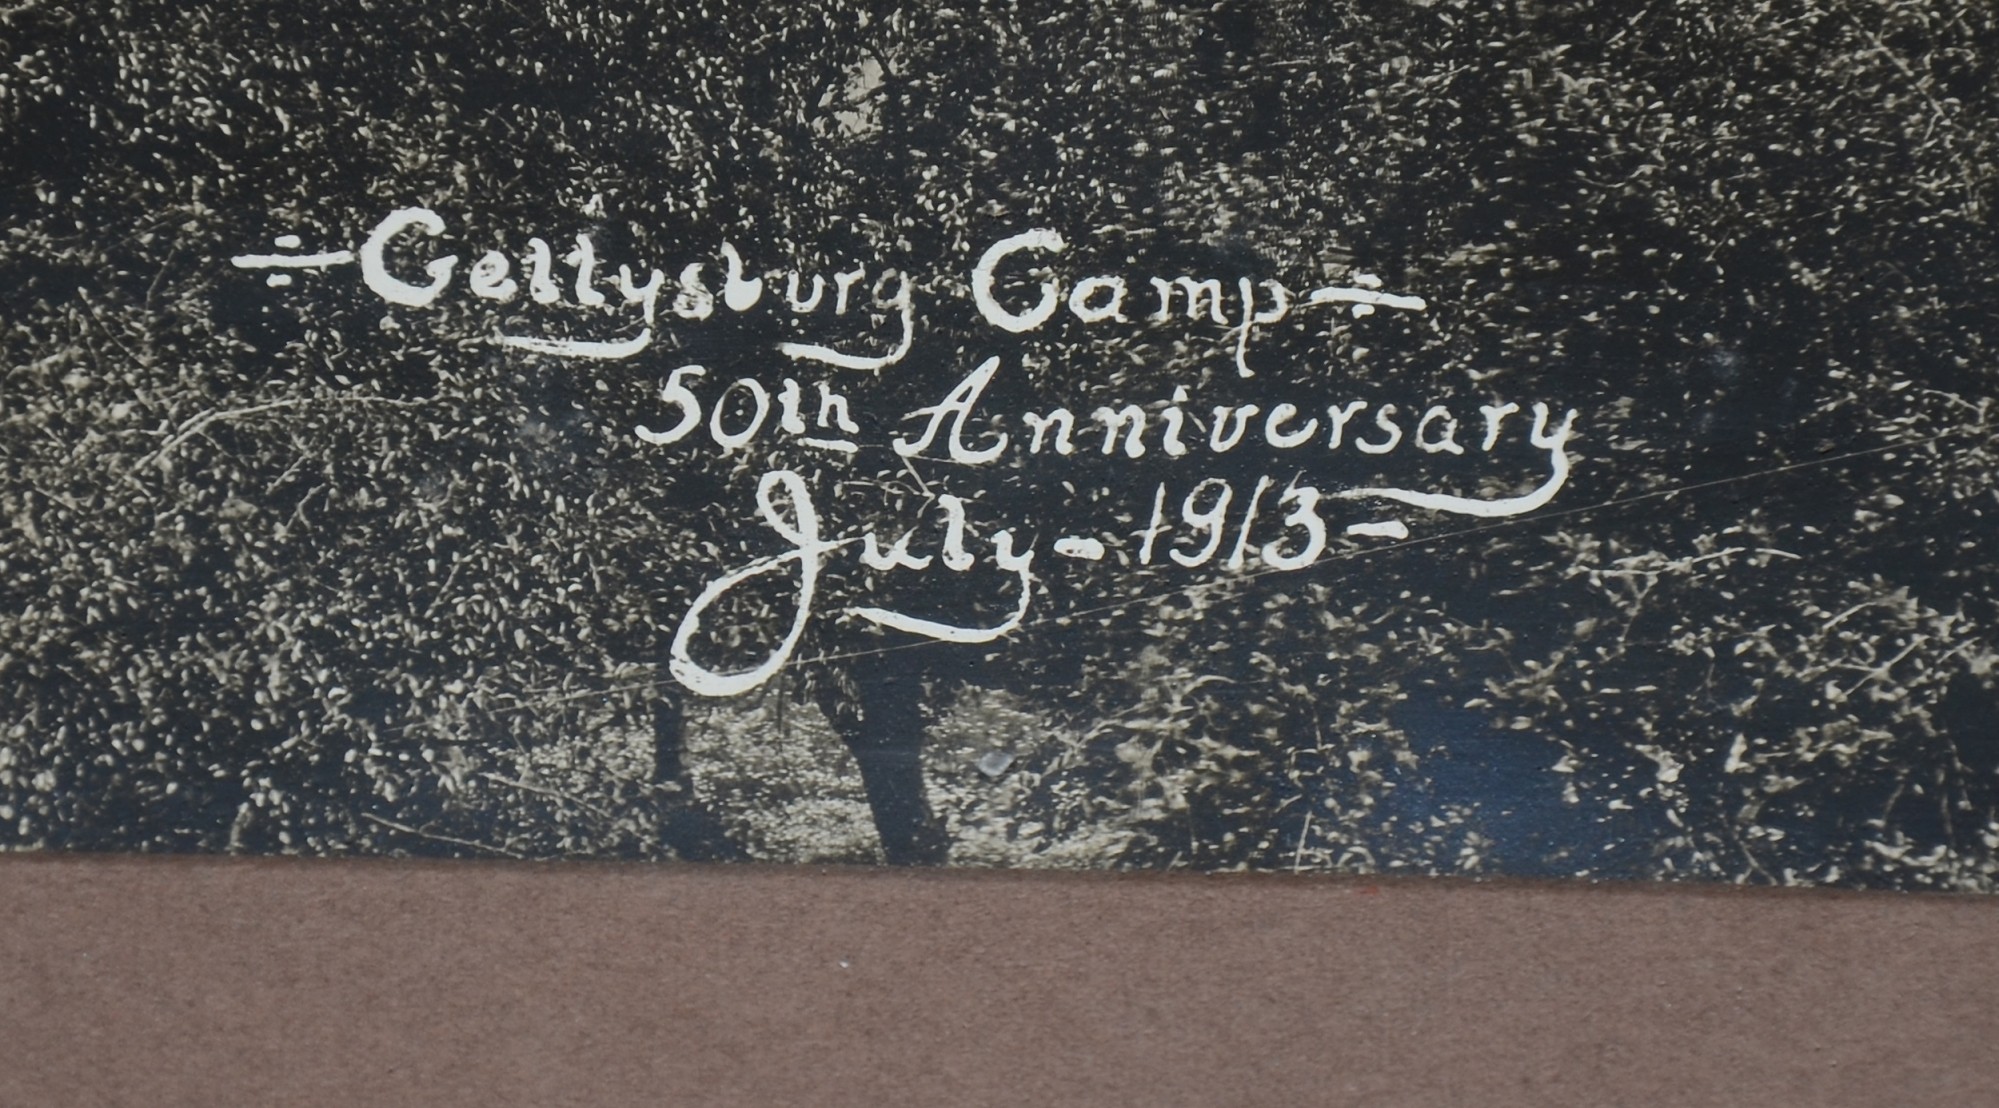 ÷Gettysburg Camp÷
50th Anniversary
July-1913-